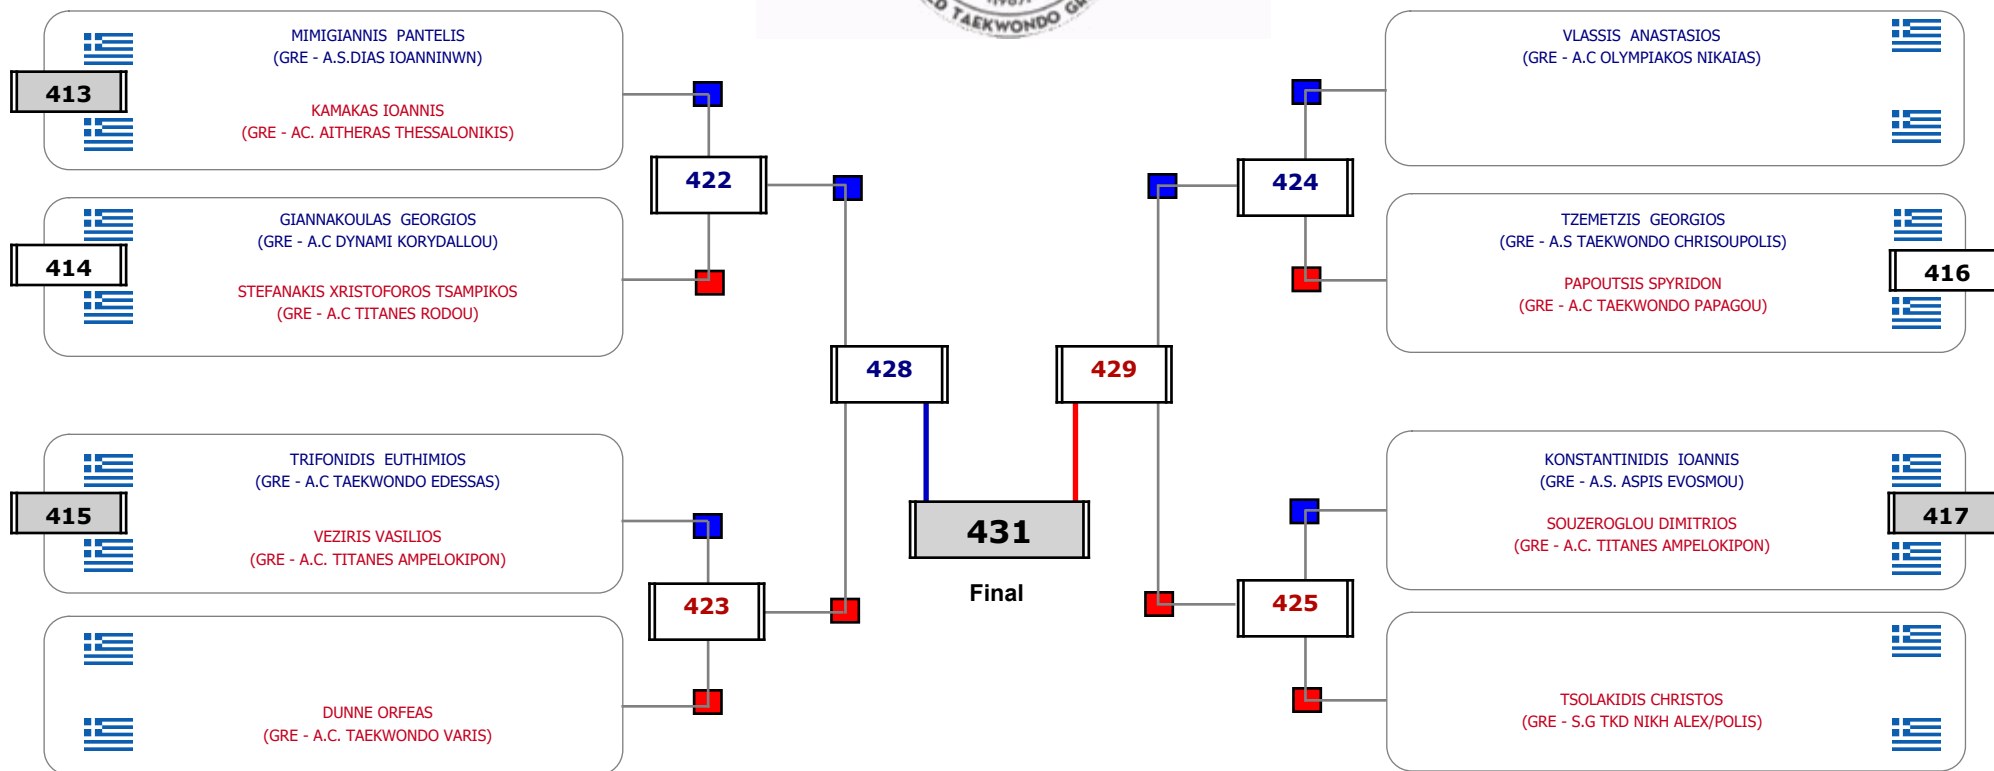 TAEKWONDO
MIMIGIANNIS PANTELIS
(GRE - A.S.DIAS IOANNINWN)
413
KAMAKAS IOANNIS
(GRE - AC. AITHERAS THESSALONIKIS)
422
GIANNAKOULAS GEORGIOS
(GRE - A.C DYNAMI KORYDALLOU)
414
STEFANAKIS XRISTOFOROS TSAMPIKOS
(GRE - A.C TITANES RODOU)
428
TRIFONIDIS EUTHIMIOS
(GRE - A.C TAEKWONDO EDESSAS)
415
VEZIRIS VASILIOS
(GRE - A.C. TITANES AMPELOKIPON)
423
DUNNE ORFEAS
(GRE - A.C. TAEKWONDO VARIS)
431
Final
VLASSIS ANASTASIOS
(GRE - A.C OLYMPIAKOS NIKAIAS)
424
TZEMETZIS GEORGIOS
(GRE - A.S TAEKWONDO CHRISOUPOLIS)
416
PAPOUTSIS SPYRIDON
(GRE - A.C TAEKWONDO PAPAGOU)
429
KONSTANTINIDIS IOANNIS
(GRE - A.S. ASPIS EVOSMOU)
417
SOUZEROGLOU DIMITRIOS
(GRE - A.C. TITANES AMPELOKIPON)
425
TSOLAKIDIS CHRISTOS
(GRE - S.G TKD NIKH ALEX/POLIS)